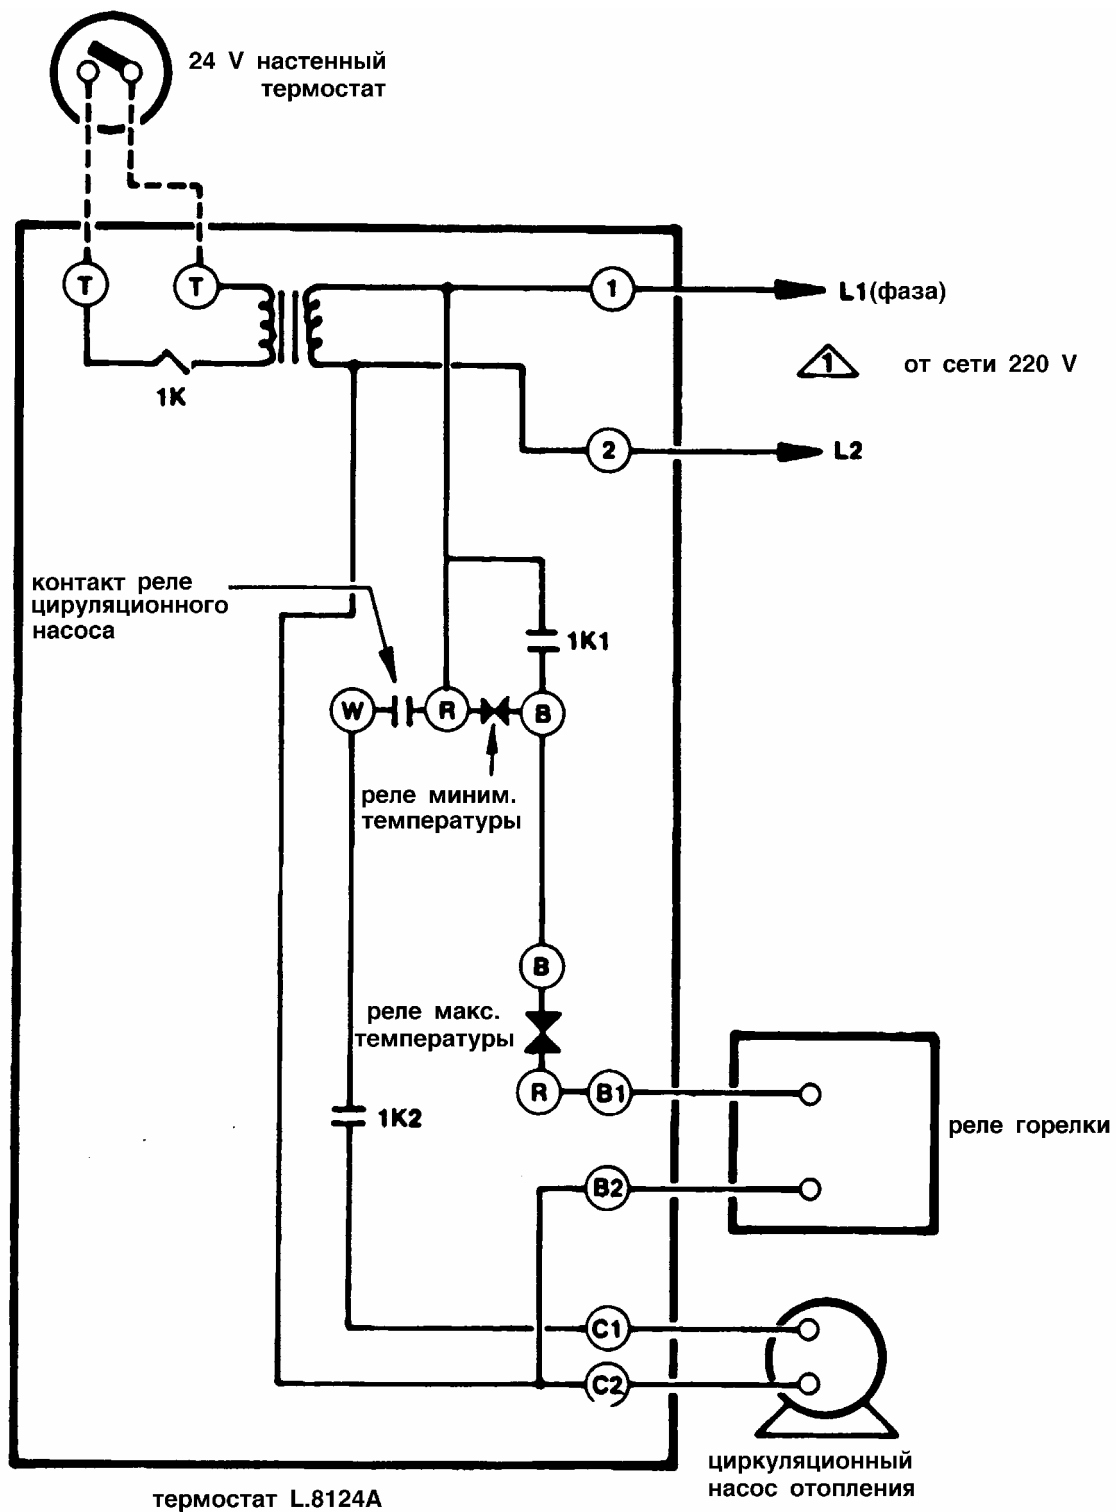 24 V настенный
термостат
T
T
1
L1(фаза)
1
от сети 220 V
1K
2
L2
контакт реле
цируляционного
насоса
1K1
W
R
B
реле миним.
температуры
B
реле макс.
температуры
R
B1
1K2
реле горелки
B2
C1
C2
циркуляционный
насос отопления
термостат L.8124A